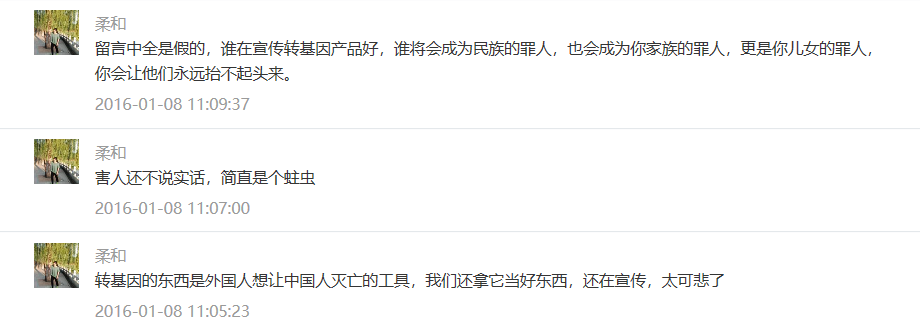 柔和
留言中全是假的，谁在宣传转基因产品好，谁将会成为民族的罪人，也会成为你家族的罪人，更是你儿女的罪人，
你会让他们永远抬不起头来。
2016-01-08 11:09:37
柔和
害人还不说实话，简直是个蛀虫
2016-01-08 11:07:00
柔和
转基因的东西是外国人想让中国人灭亡的工具，我们还拿它当好东西，还在宣传，太可悲了
2016-01-08 11:05:23